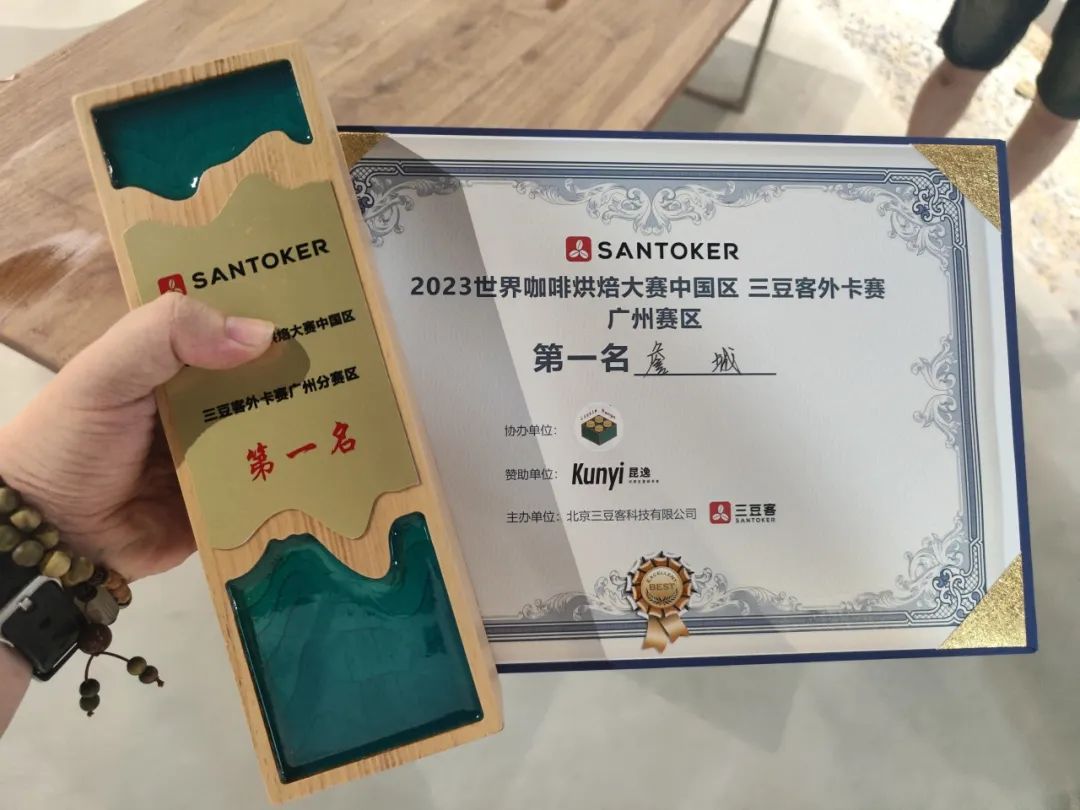 SANTOKER
烘焙大赛中国区
三豆客外卡赛广州分赛区
第一名
SANTOKER
2023世界咖啡烘焙大赛中国区 三豆客外卡赛
广州赛区
第一名 詹 城
协办单位:
赞助单位: Kunyi 昆逸
主办单位: 北京三豆客科技有限公司 三豆客
SANTOKER
EXCELLENT
BEST